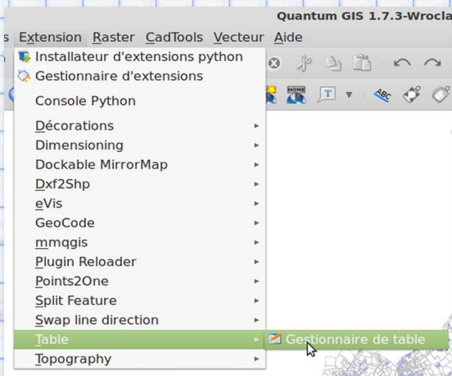 Quantum GIS 1.7.3-Wrocla
s Extension Raster CadTools Vecteur Aide
Installateur d'extensions python
Gestionnaire d'extensions
Console Python
Décorations
Dimensioning
Dockable MirrorMap
Dxf2Shp
eVis
GeoCode
mmqgis
Plugin Reloader
Points2One
Split Feature
Swap line direction
Table
Gestionnaire de table
Topography
HOME
T
ABC